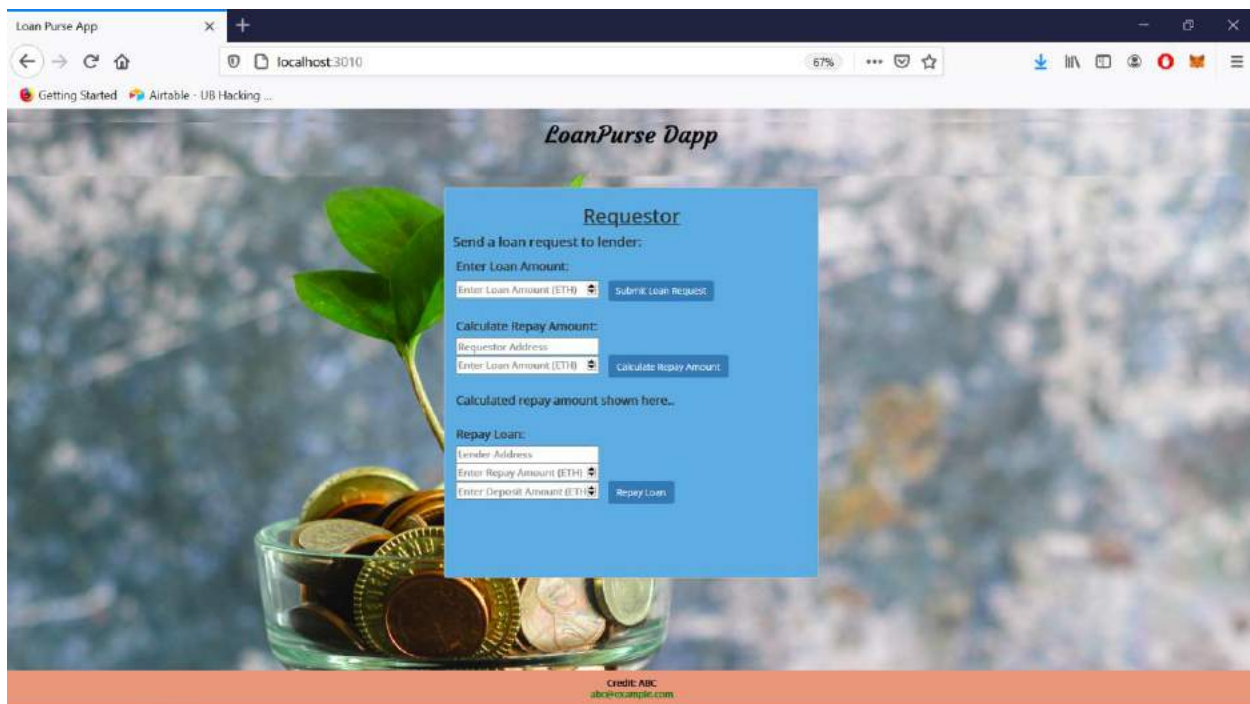 Loan Purse App
localhost:3010
67%
Getting Started
Airtable - UB Hacking ...
LoanPurse Dapp
Requestor
Send a loan request to lender:
Enter Loan Amount:
Enter Loan Amount (ETH)
Submit Loan Request
Calculate Repay Amount:
Requestor Address
Enter Loan Amount (ETH)
Calculate Repay Amount
Calculated repay amount shown here..
Repay Loan:
Lender Address
Enter Repay Amount (ETH)
Enter Deposit Amount (ETH
Repay Loan
Credit: ABC
abc@example.com